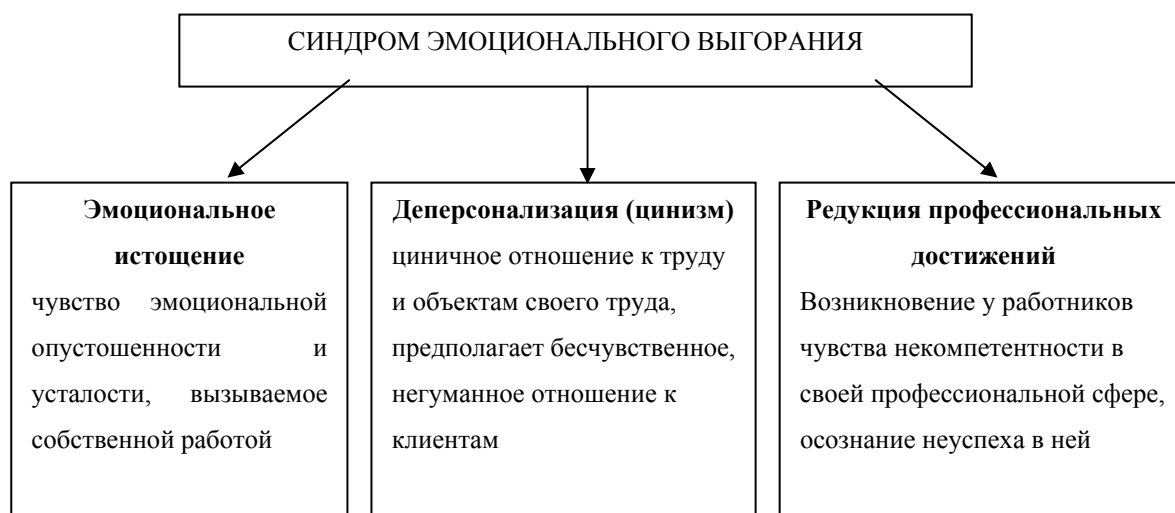 СИНДРОМ ЭМОЦИОНАЛЬНОГО ВЫГОРАНИЯ
Эмоциональное
истощение
чувство эмоциональной
опустошенности и
усталости, вызываемое
собственной работой
Деперсонализация (цинизм)
циничное отношение к труду
и объектам своего труда,
предполагает бесчувственное,
негуманное отношение к
клиентам
Редукция профессиональных
достижений
Возникновение у работников
чувства некомпетентности в
своей профессиональной сфере,
осознание неуспеха в ней